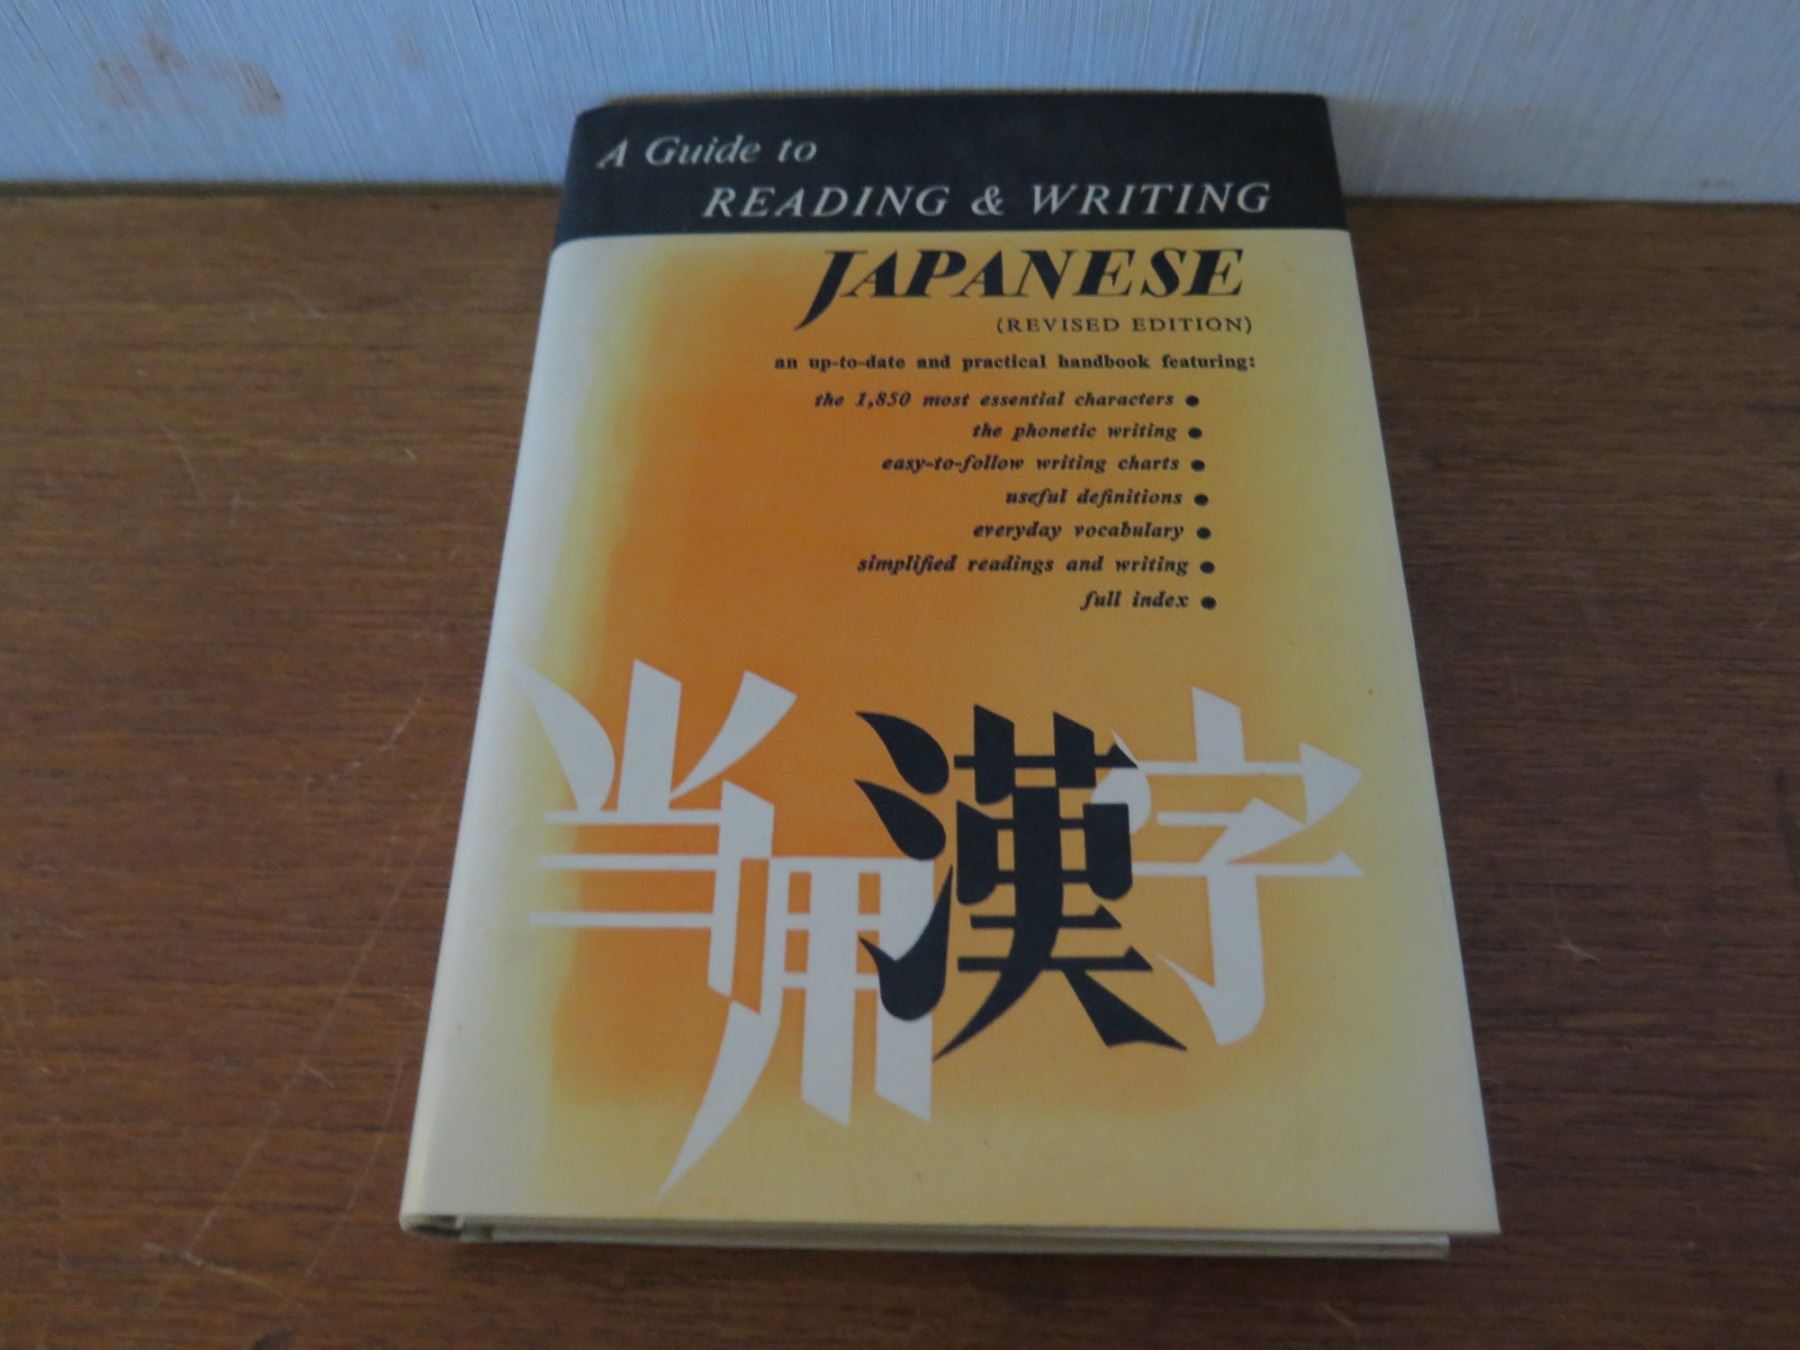 A Guide to
READING & WRITING
JAPANESE
(REVISED EDITION)
an up-to-date and practical handbook featuring:
the 1,850 most essential characters ●
the phonetic writing ●
easy-to-follow writing charts ●
useful definitions ●
everyday vocabulary ●
simplified readings and writing ●
full index ●
当用漢字